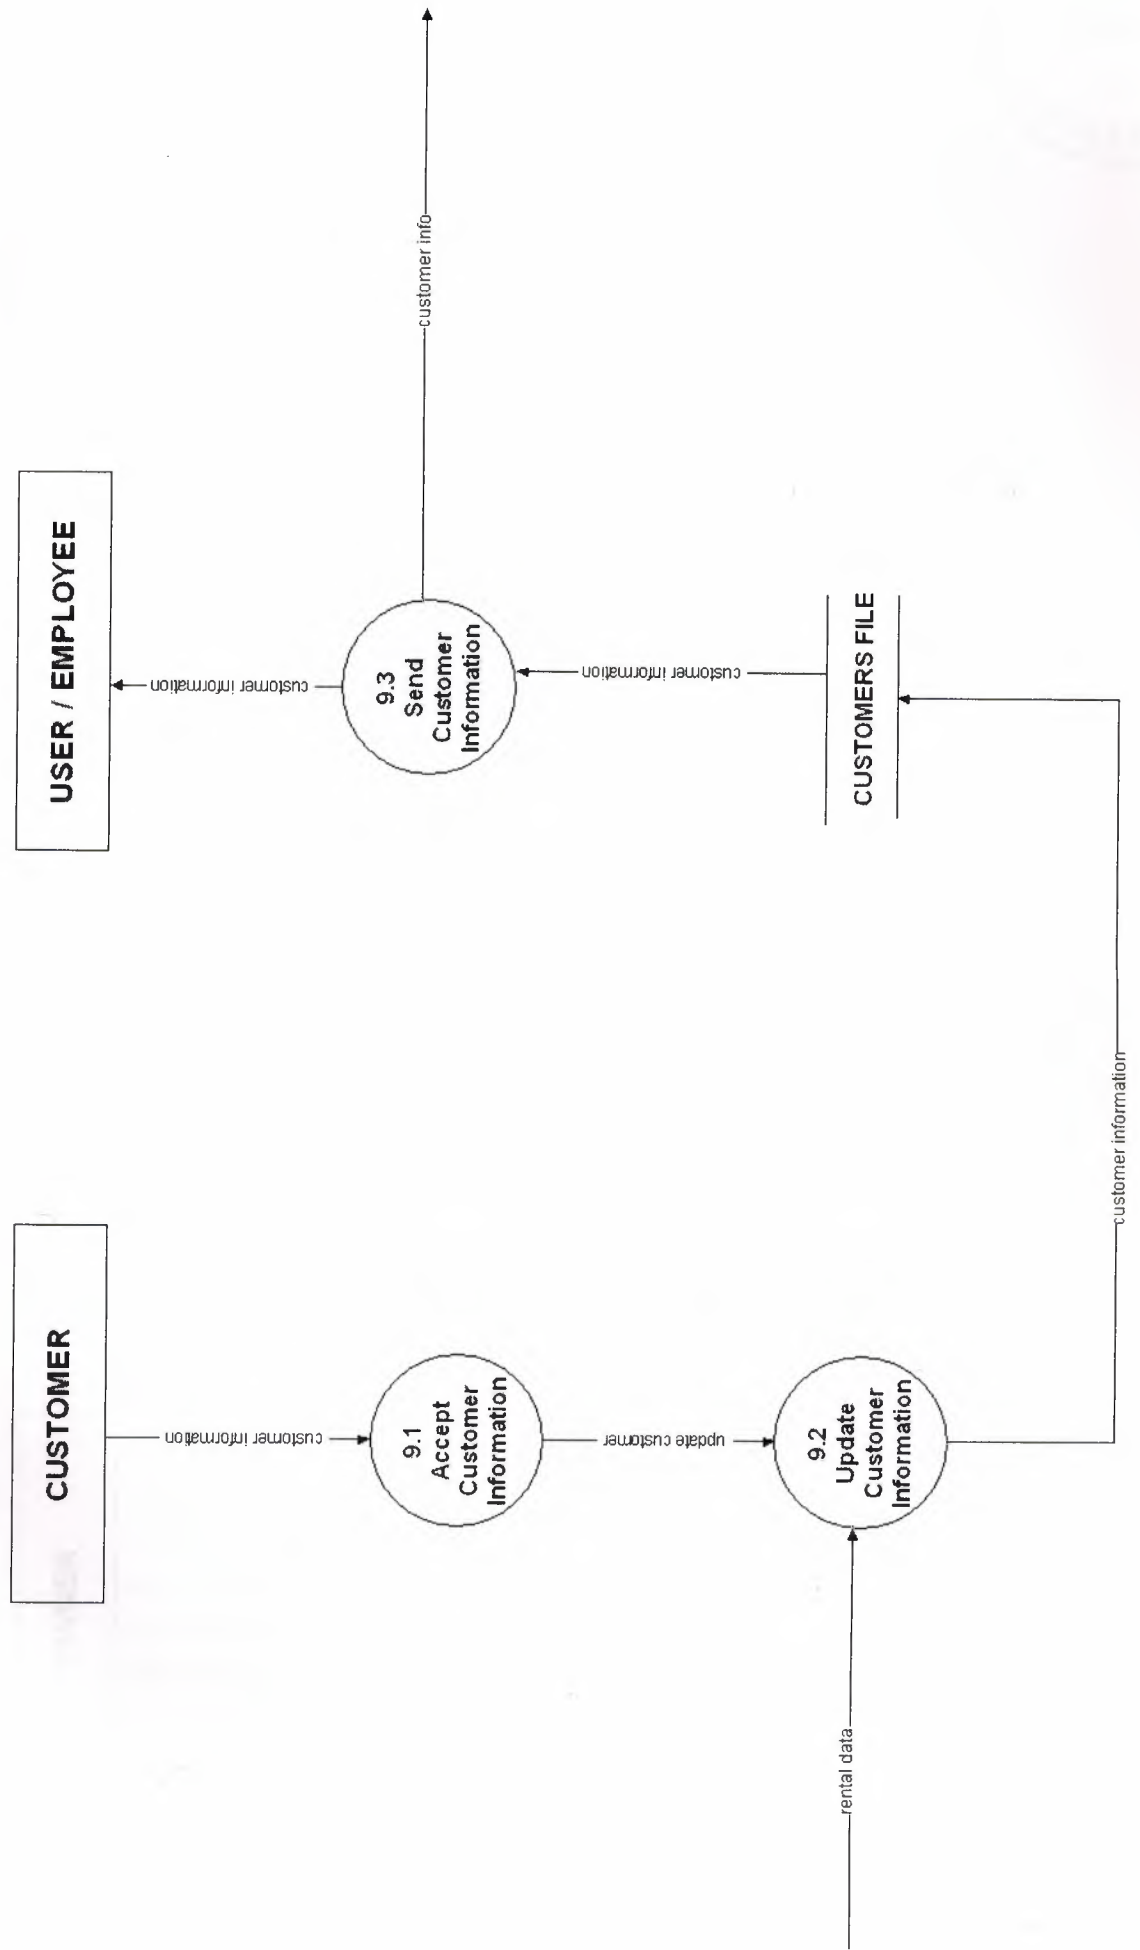 CUSTOMER
USER / EMPLOYEE
customer information
customer information
9.1
Accept
Customer
Information
9.3
Send
Customer
Information
customer info
update customer
customer information
rental data
9.2
Update
Customer
Information
CUSTOMERS FILE
customer information